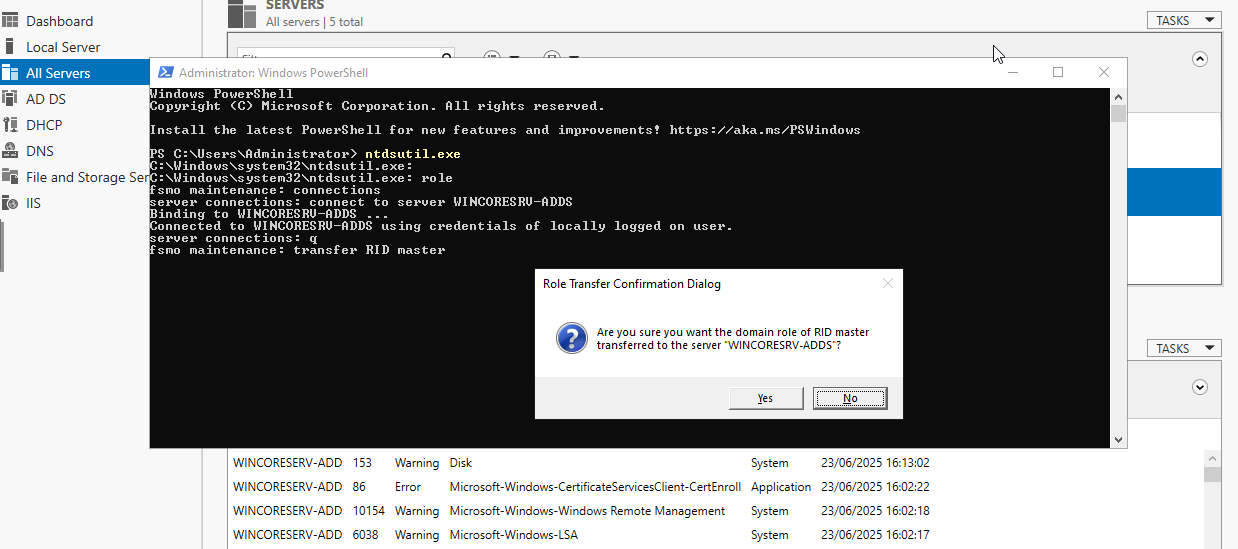 Dashboard
Local Server
All Servers
AD DS
DHCP
DNS
File and Storage Ser
IIS
SERVERS
All servers | 5 total
TASKS
Administrator: Windows PowerShell
Windows PowerShell
Copyright (C) Microsoft Corporation. All rights reserved.
Install the latest PowerShell for new features and improvements! https://aka.ms/PSWindows
PS C:\Users\Administrator> ntdsutil.exe
C:\Windows\system32\ntdsutil.exe:
C:\Windows\system32\ntdsutil.exe: role
fsmo maintenance: connections
server connections: connect to server WINCORESRV-ADDS
Binding to WINCORESRV-ADDS ...
Connected to WINCORESRV-ADDS using credentials of locally logged on user.
server connections: q
fsmo maintenance: transfer RID master
Role Transfer Confirmation Dialog
Are you sure you want the domain role of RID master
transferred to the server "WINCORESRV-ADDS"?
Yes
No
TASKS
WINCORESERV-ADD 153 Warning Disk System 23/06/2025 16:13:02
WINCORESERV-ADD 86 Error Microsoft-Windows-CertificateServicesClient-CertEnroll Application 23/06/2025 16:02:22
WINCORESERV-ADD 10154 Warning Microsoft-Windows-Windows Remote Management System 23/06/2025 16:02:18
WINCORESERV-ADD 6038 Warning Microsoft-Windows-LSA System 23/06/2025 16:02:17